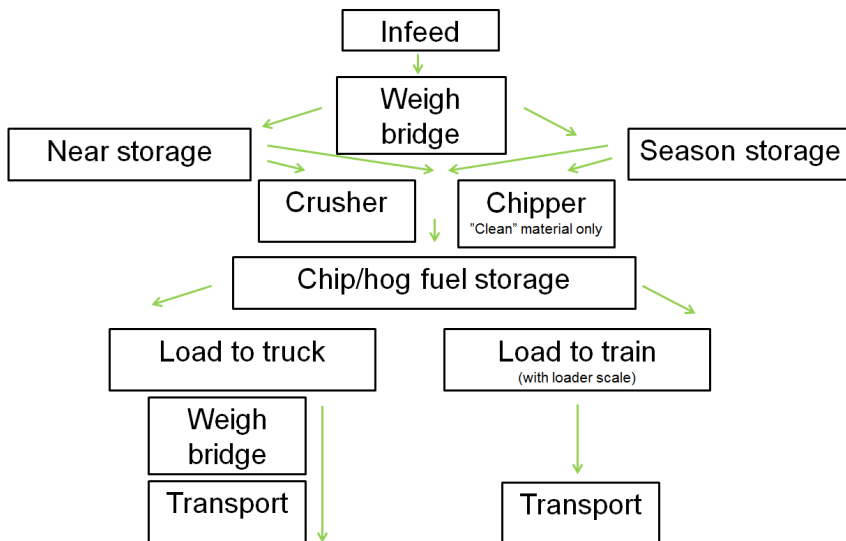 Infeed
Weigh
bridge
Near storage
Season storage
Crusher
Chipper
"Clean" material only
Chip/hog fuel storage
Load to truck
Load to train
(with loader scale)
Weigh
bridge
Transport
Transport